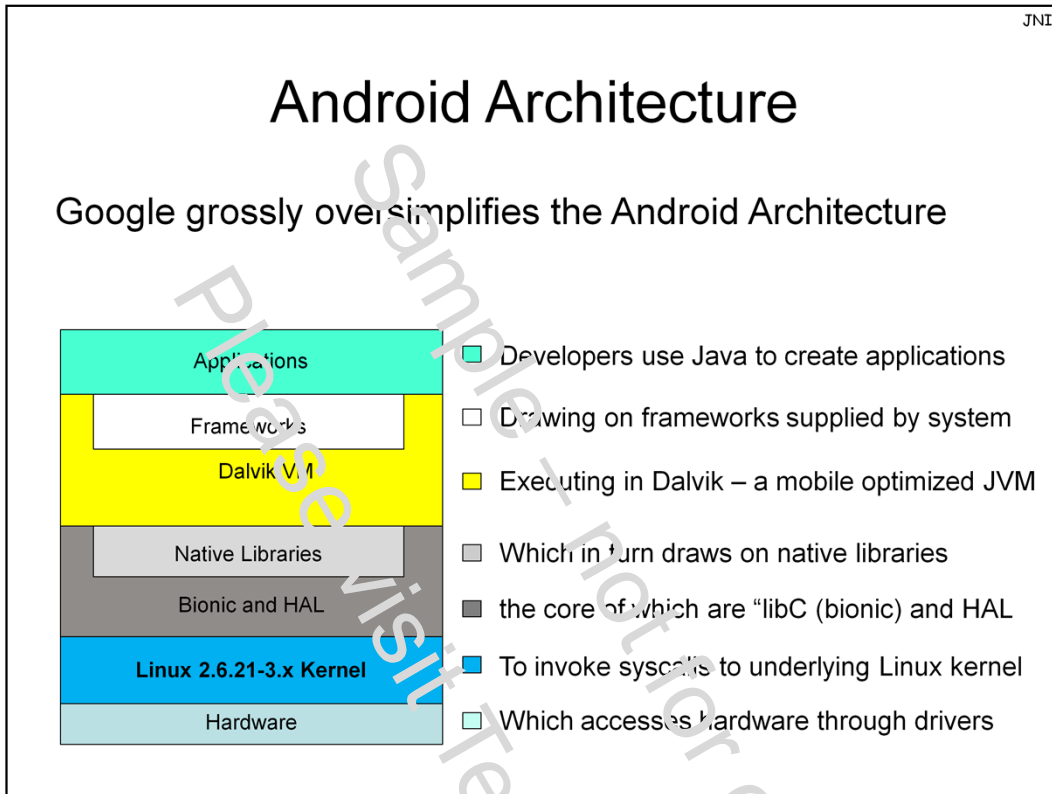 JNI
Android Architecture
Google grossly oversimplifies the Android Architecture
Applications
Frameworks
Dalvik VM
Native Libraries
Bionic and HAL
Linux 2.6.21-3.x Kernel
Hardware
Developers use Java to create applications
Drawing on frameworks supplied by system
Executing in Dalvik – a mobile optimized JVM
Which in turn draws on native libraries
the core of which are “libC (bionic) and HAL
To invoke syscalls to underlying Linux kernel
Which accesses hardware through drivers
Sample – not for
Please visit Te